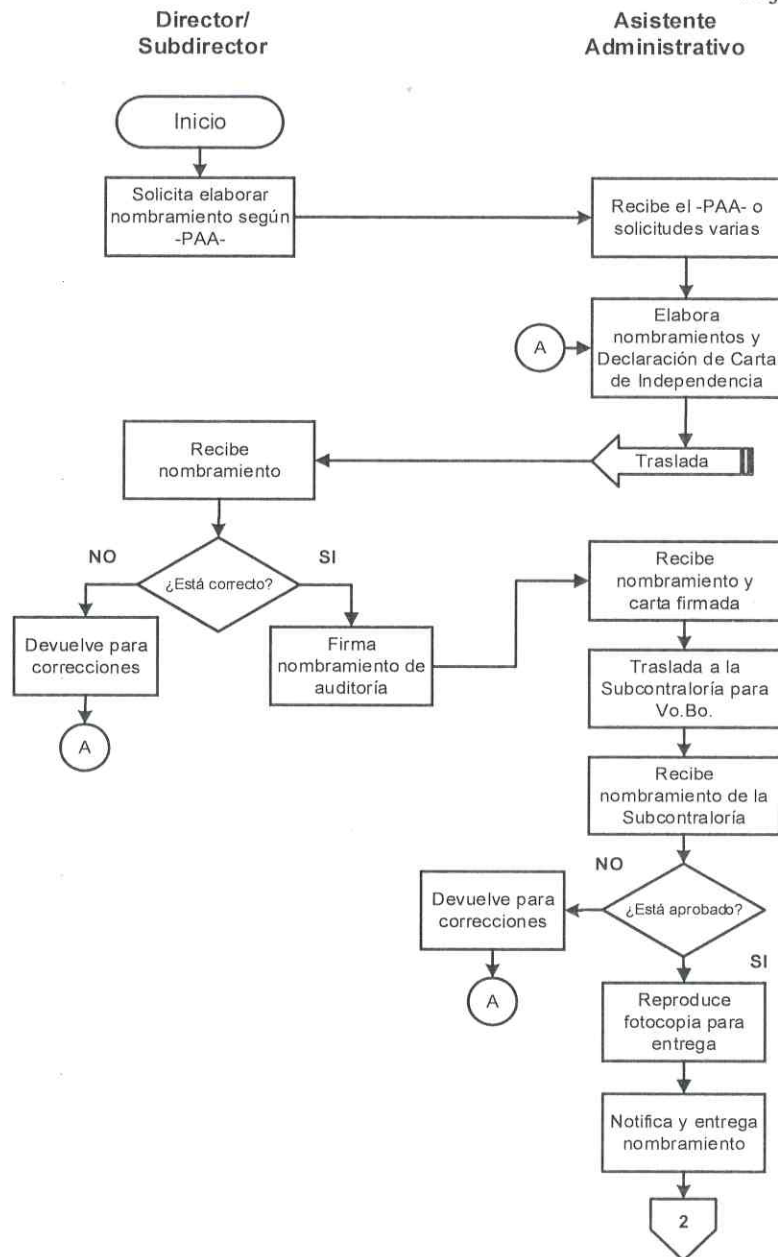 Director/
Subdirector
Asistente
Administrativo
Inicio
Solicita elaborar
nombramiento según
-PAA-
Recibe el -PAA- o
solicitudes varias
A
Elabora
nombramientos y
Declaración de Carta
de Independencia
Traslada
Recibe
nombramiento
NO
SI
¿Está correcto?
Devuelve para
correcciones
A
Firma
nombramiento de
auditoría
Recibe
nombramiento y
carta firmada
Traslada a la
Subcontraloría para
Vo.Bo.
Recibe
nombramiento de la
Subcontraloría
NO
¿Está aprobado?
Devuelve para
correcciones
A
SI
Reproduce
fotocopia para
entrega
Notifica y entrega
nombramiento
2